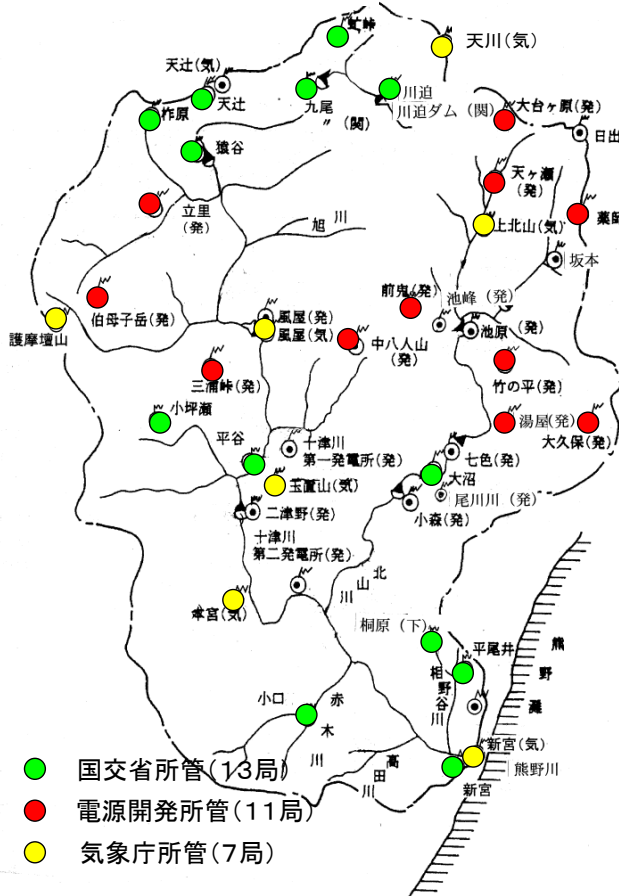 虻峠
天川(気)
天辻(気)
天辻
川迫
柞原
九尾
〃(関)
川迫ダム(関)
大台ヶ原(発)
日出
猿谷
天ヶ瀬
(発)
立里
(発)
旭
川
上北山(気)
薬師
坂本
前鬼(発)
池峰(発)
伯母子岳(発)
風屋(発)
風屋(気)
池原(発)
護摩壇山
中八人山
(発)
三浦峠(発)
竹の平(発)
小坪瀬
湯屋(発)
大久保(発)
平谷
十津川
第一発電所(発)
七色(発)
大沼
玉置山(気)
尾川川(発)
二津野(発)
小森(発)
十津川
第二発電所(発)
北
山
川
本宮(気)
桐原(下)
平尾井
熊
野
灘
相
野
谷
川
小口
赤
木
川
新宮(気)
高
田
川
熊野川
新宮
国交省所管(13局)
電源開発所管(11局)
気象庁所管(7局)